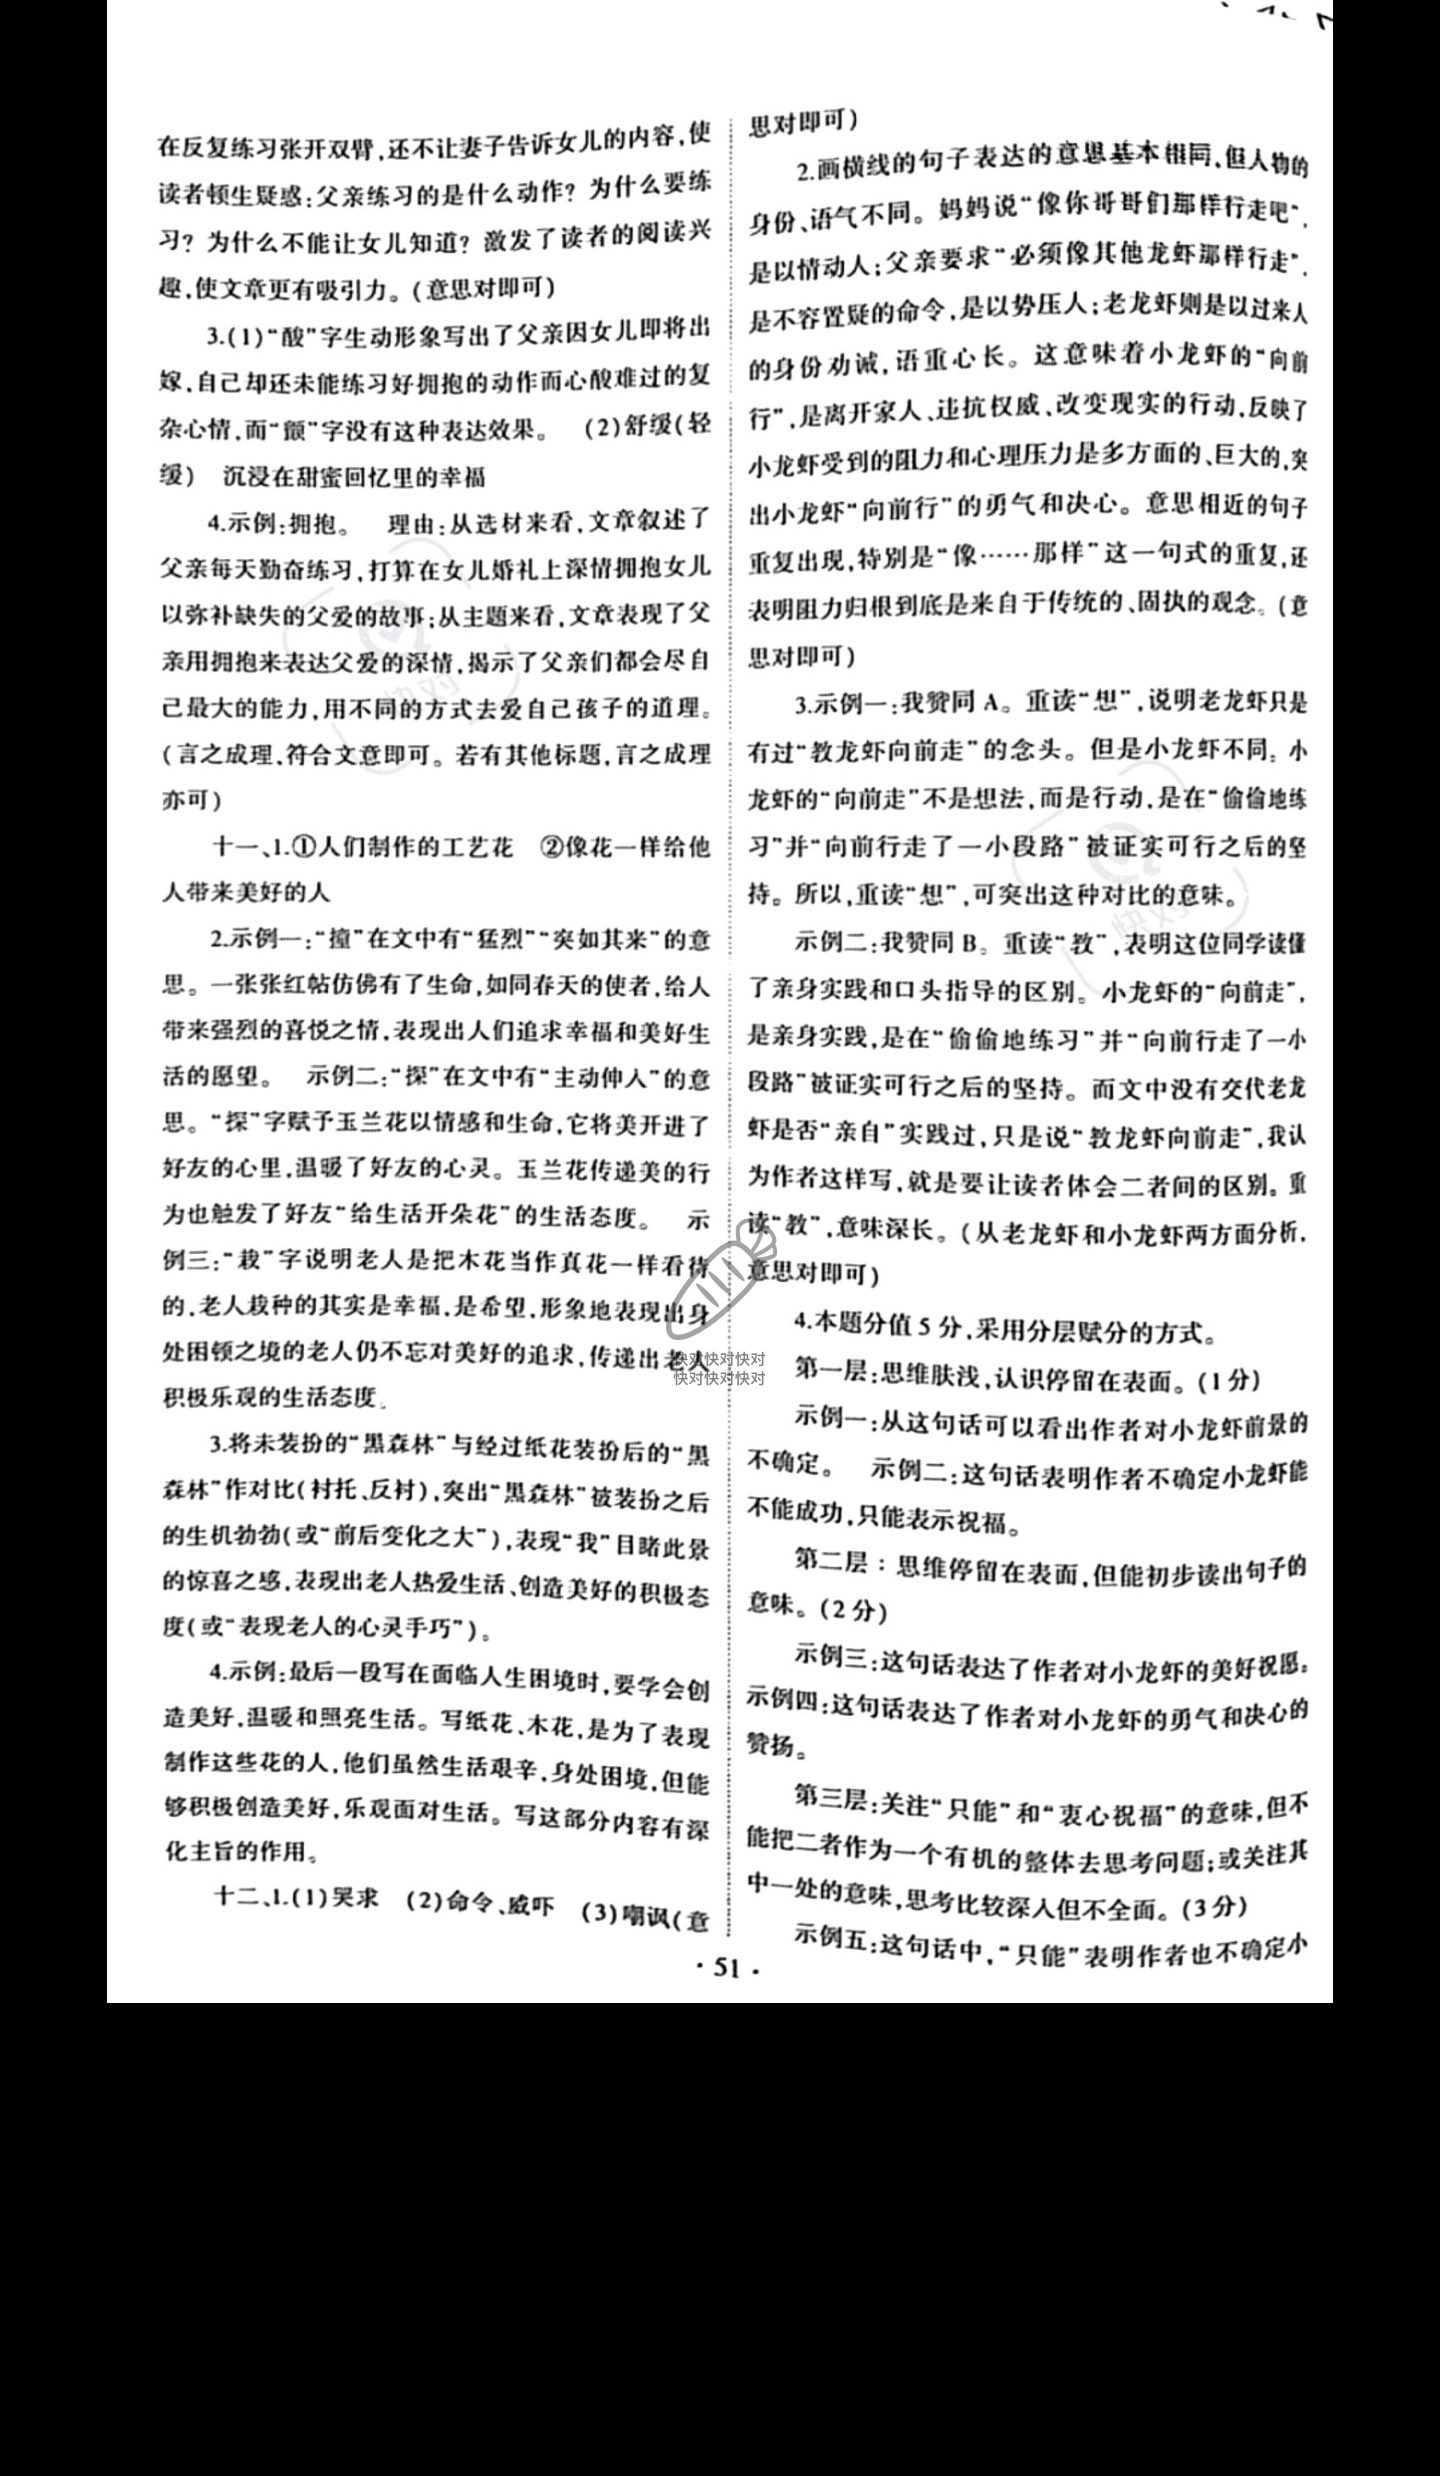 在反复练习张开双臂,还不让妻子告诉女儿的内容,使
读者顿生疑惑:父亲练习的是什么动作? 为什么要练
习? 为什么不能让女儿知道? 激发了读者的阅读兴
趣,使文章更有吸引力。(意思对即可)
3.(1)“酸”字生动形象写出了父亲因女儿即将出
嫁,自己却还未能练习好拥抱的动作而心酸难过的复
杂心情,而“颤”字没有这种表达效果。 (2)舒缓(轻
缓) 沉浸在甜蜜回忆里的幸福
4.示例:拥抱。 理由:从选材来看,文章叙述了
父亲每天勤奋练习,打算在女儿婚礼上深情拥抱女儿
以弥补缺失的父爱的故事;从主题来看,文章表现了父
亲用拥抱来表达父爱的深情,揭示了父亲们都会尽自
己最大的能力,用不同的方式去爱自己孩子的道理。
(言之成理,符合文意即可。若有其他标题,言之成理
亦可)
十一、1.①人们制作的工艺花 ②像花一样给他
人带来美好的人
2.示例一:“撞”在文中有“猛烈”“突如其来”的意
思。一张张红帖仿佛有了生命,如同春天的使者,给人
带来强烈的喜悦之情,表现出人们追求幸福和美好生
活的愿望。 示例二:“探”在文中有“主动伸入”的意
思。“探”字赋予玉兰花以情感和生命,它将美开进了
好友的心里,温暖了好友的心灵。玉兰花传递美的行
为也触发了好友“给生活开朵花”的生活态度。 示
例三:“栽”字说明老人是把木花当作真花一样看待
的,老人栽种的其实是幸福,是希望,形象地表现出身
处困顿之境的老人仍不忘对美好的追求,传递出老人
积极乐观的生活态度。
3.将未装扮的“黑森林”与经过纸花装扮后的“黑
森林”作对比(衬托、反衬),突出“黑森林”被装扮之后
的生机勃勃(或“前后变化之大”),表现“我”目睹此景
的惊喜之感,表现出老人热爱生活、创造美好的积极态
度(或“表现老人的心灵手巧”)。
4.示例:最后一段写在面临人生困境时,要学会创
造美好,温暖和照亮生活。写纸花、木花,是为了表现
制作这些花的人,他们虽然生活艰辛,身处困境,但能
够积极创造美好,乐观面对生活。写这部分内容有深
化主旨的作用。
十二、1.(1)哭求 (2)命令、威吓 (3)嘲讽(意
思对即可)
2.画横线的句子表达的意思基本相同,但人物的
身份、语气不同。妈妈说“像你哥哥们那样行走吧”,
是以情动人;父亲要求“必须像其他龙虾那样行走”,
是不容置疑的命令,是以势压人;老龙虾则是以过来人
的身份劝诫,语重心长。这意味着小龙虾的“向前
行”,是离开家人、违抗权威、改变现实的行动,反映了
小龙虾受到的阻力和心理压力是多方面的、巨大的,突
出小龙虾“向前行”的勇气和决心。意思相近的句子
重复出现,特别是“像……那样”这一句式的重复,还
表明阻力归根到底是来自于传统的、固执的观念。(意
思对即可)
3.示例一:我赞同 A。重读“想”,说明老龙虾只是
有过“教龙虾向前走”的念头。但是小龙虾不同。小
龙虾的“向前走”不是想法,而是行动,是在“偷偷地练
习”并“向前行走了一小段路”被证实可行之后的坚
持。所以,重读“想”,可突出这种对比的意味。
示例二:我赞同 B。重读“教”,表明这位同学读懂
了亲身实践和口头指导的区别。小龙虾的“向前走”,
是亲身实践,是在“偷偷地练习”并“向前行走了一小
段路”被证实可行之后的坚持。而文中没有交代老龙
虾是否“亲自”实践过,只是说“教龙虾向前走”,我认
为作者这样写,就是要让读者体会二者间的区别。重
读“教”,意味深长。(从老龙虾和小龙虾两方面分析,
意思对即可)
4.本题分值 5 分,采用分层赋分的方式。
第一层:思维肤浅,认识停留在表面。(1 分)
示例一:从这句话可以看出作者对小龙虾前景的
不确定。 示例二:这句话表明作者不确定小龙虾能
不能成功,只能表示祝福。
第二层:思维停留在表面,但能初步读出句子的
意味。(2 分)
示例三:这句话表达了作者对小龙虾的美好祝愿。
示例四:这句话表达了作者对小龙虾的勇气和决心的
赞扬。
第三层:关注“只能”和“衷心祝福”的意味,但不
能把二者作为一个有机的整体去思考问题;或关注其
中一处的意味,思考比较深入但不全面。(3 分)
示例五:这句话中,“只能”表明作者也不确定小
· 51 ·
快对
快对
快对快对快对
快对快对快对